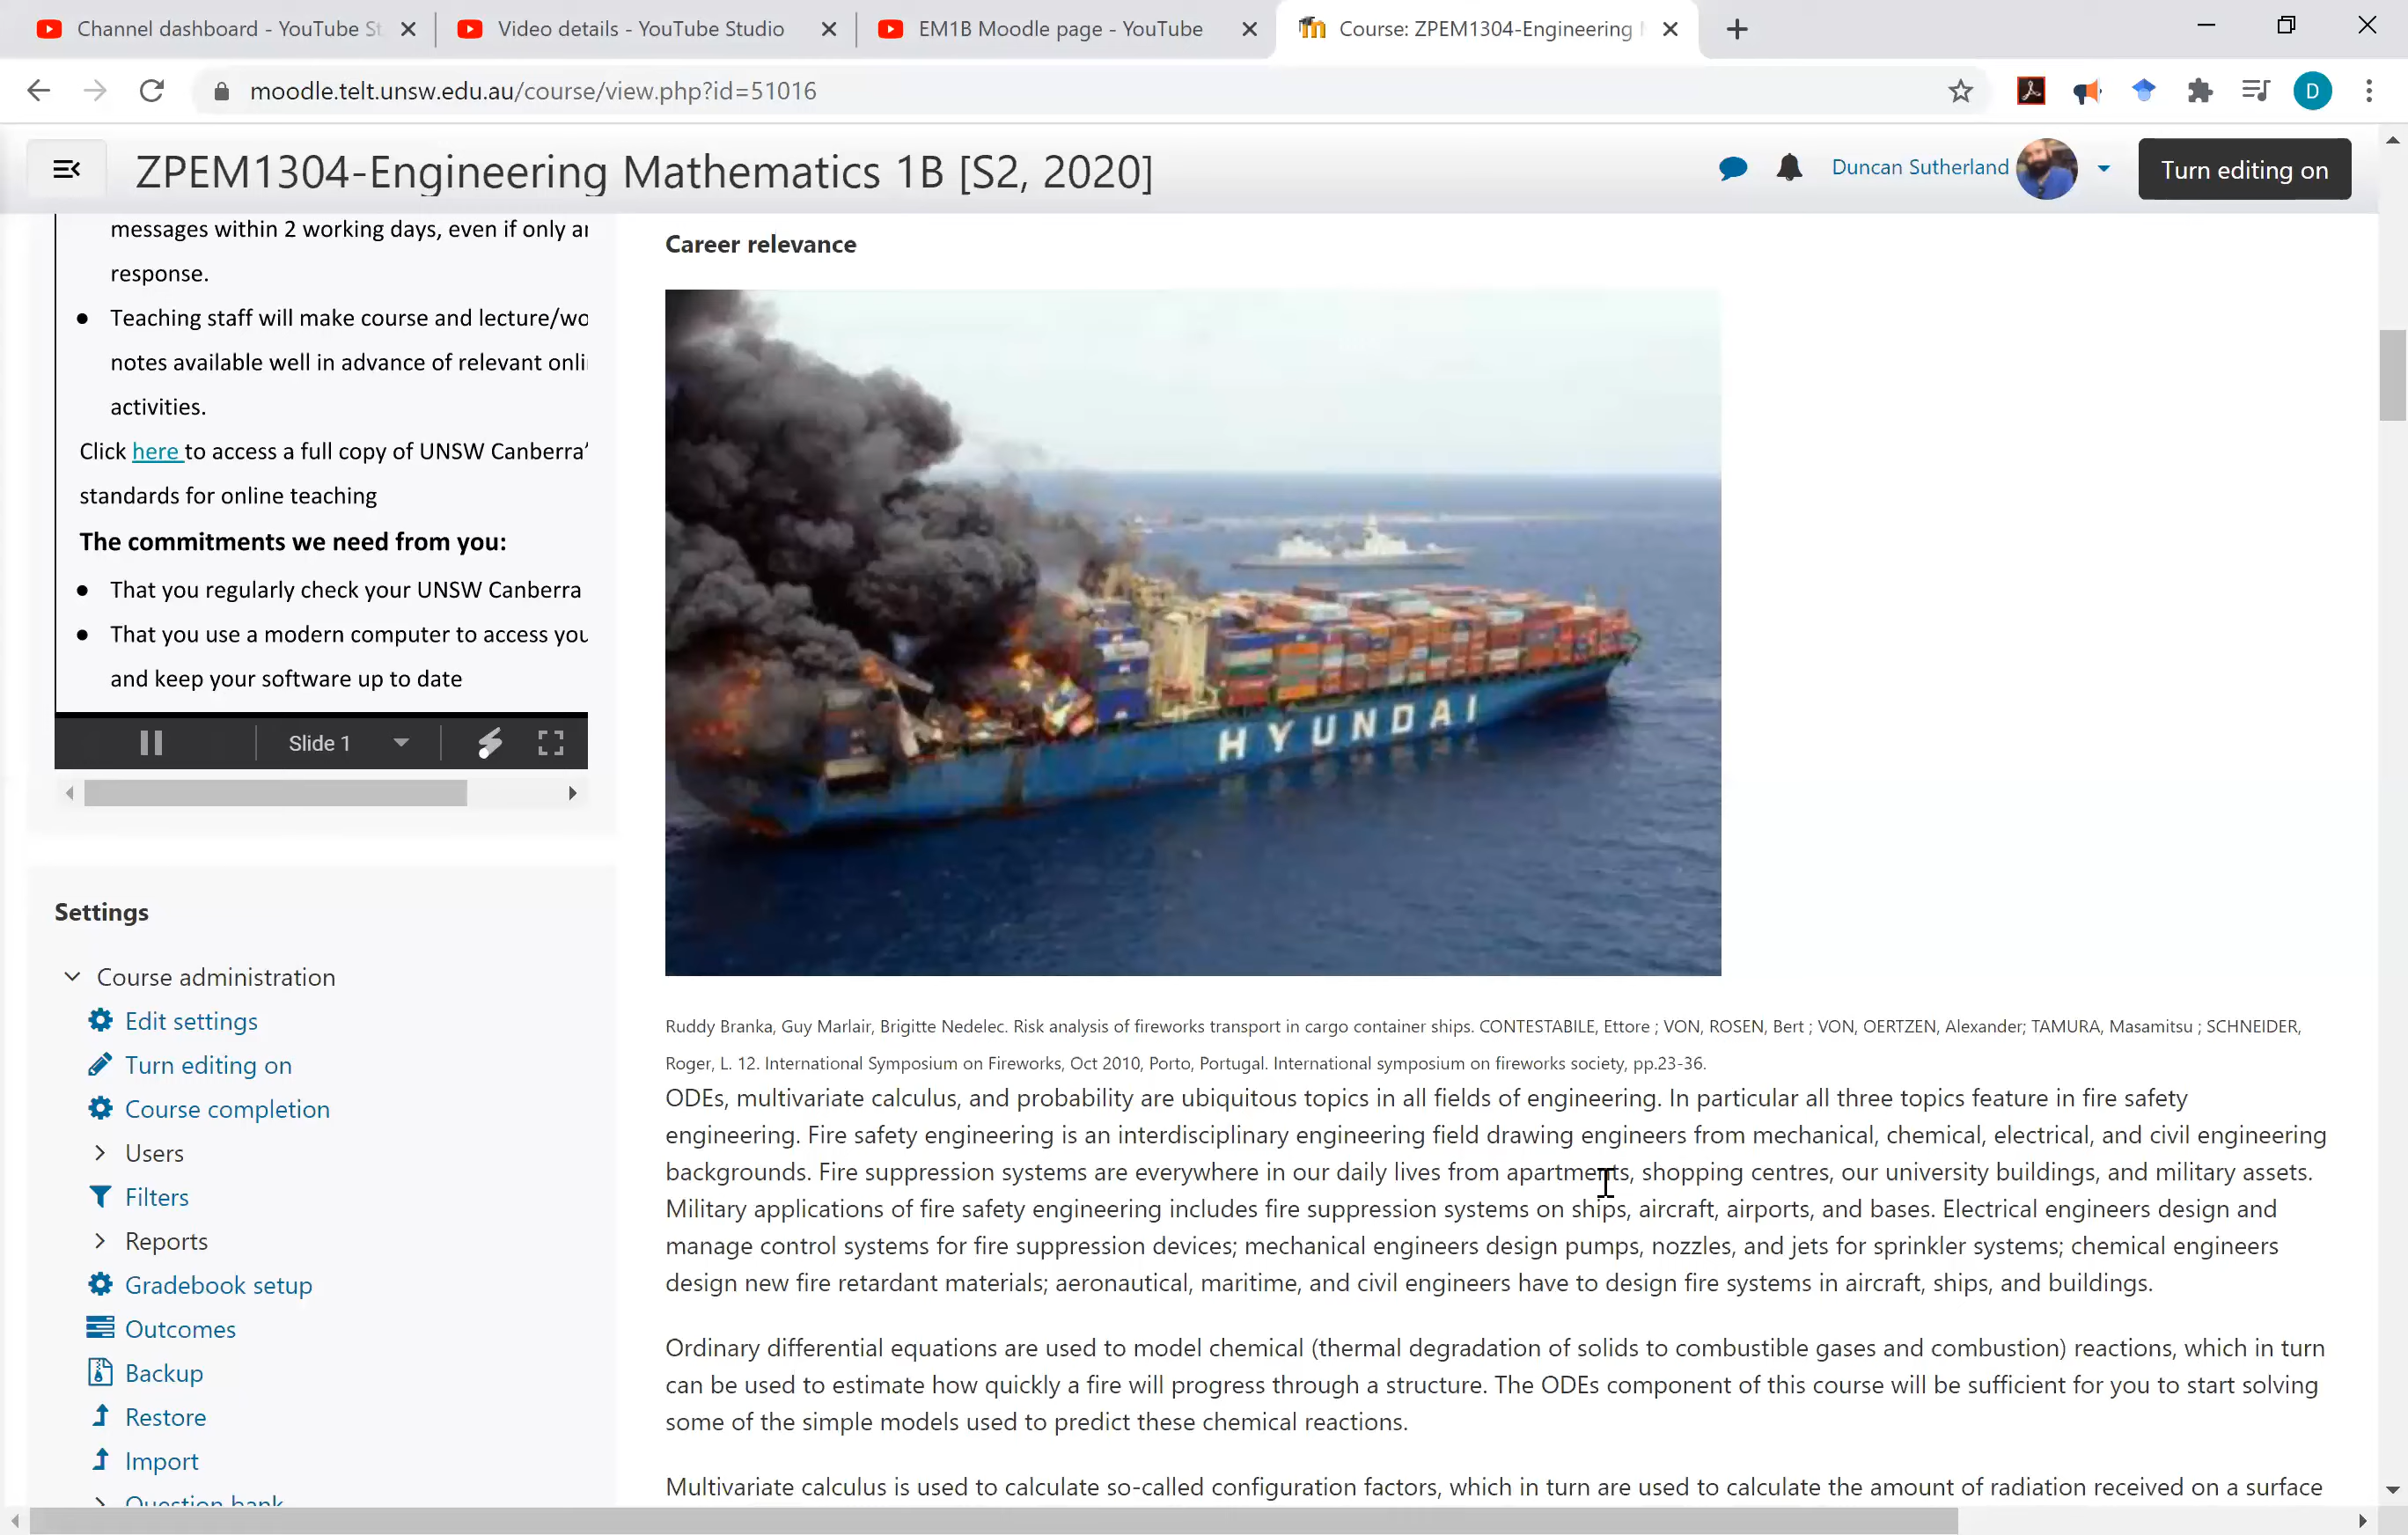 Channel dashboard - YouTube St
Video details - YouTube Studio
EM1B Moodle page - YouTube
Course: ZPEM1304-Engineering
moodle.telt.unsw.edu.au/course/view.php?id=51016
D
ZPEM1304-Engineering Mathematics 1B [S2, 2020]
Duncan Sutherland
Turn editing on
messages within 2 working days, even if only
response.
● Teaching staff will make course and lecture/wo
notes available well in advance of relevant onli
activities.
Click here to access a full copy of UNSW Canberra'
standards for online teaching
The commitments we need from you:
● That you regularly check your UNSW Canberra
● That you use a modern computer to access you
and keep your software up to date
Slide 1
Settings
Course administration
Edit settings
Turn editing on
Course completion
Users
Filters
Reports
Gradebook setup
Outcomes
Backup
Restore
Import
Question bank
Career relevance
HYUNDAI
Ruddy Branka, Guy Marlair, Brigitte Nedelec. Risk analysis of fireworks transport in cargo container ships. CONTESTABILE, Ettore ; VON, ROSEN, Bert ; VON, OERTZEN, Alexander; TAMURA, Masamitsu ; SCHNEIDER,
Roger, L. 12. International Symposium on Fireworks, Oct 2010, Porto, Portugal. International symposium on fireworks society, pp.23-36.
ODEs, multivariate calculus, and probability are ubiquitous topics in all fields of engineering. In particular all three topics feature in fire safety
engineering. Fire safety engineering is an interdisciplinary engineering field drawing engineers from mechanical, chemical, electrical, and civil engineering
backgrounds. Fire suppression systems are everywhere in our daily lives from apartments, shopping centres, our university buildings, and military assets.
Military applications of fire safety engineering includes fire suppression systems on ships, aircraft, airports, and bases. Electrical engineers design and
manage control systems for fire suppression devices; mechanical engineers design pumps, nozzles, and jets for sprinkler systems; chemical engineers
design new fire retardant materials; aeronautical, maritime, and civil engineers have to design fire systems in aircraft, ships, and buildings.
Ordinary differential equations are used to model chemical (thermal degradation of solids to combustible gases and combustion) reactions, which in turn
can be used to estimate how quickly a fire will progress through a structure. The ODEs component of this course will be sufficient for you to start solving
some of the simple models used to predict these chemical reactions.
Multivariate calculus is used to calculate so-called configuration factors, which in turn are used to calculate the amount of radiation received on a surface